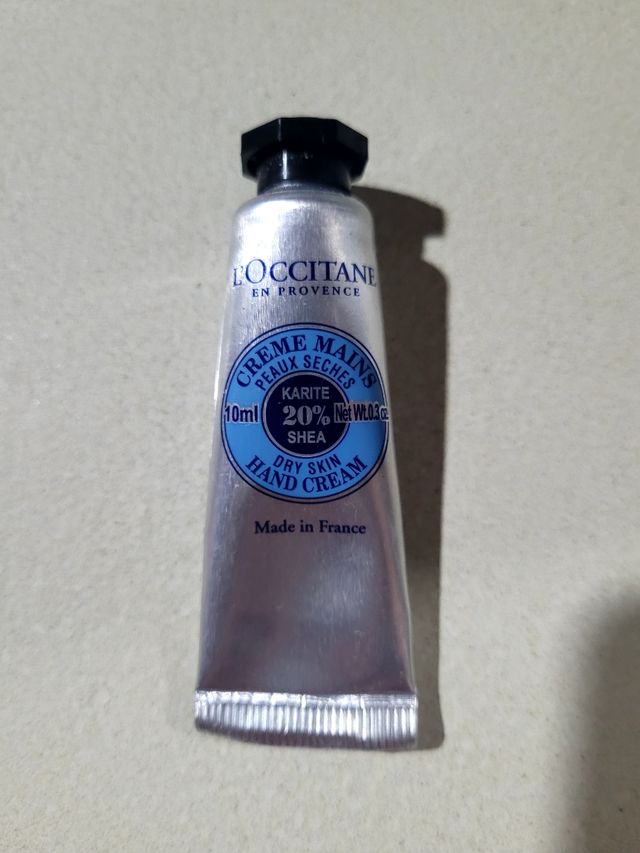 L'OCCITANE
EN PROVENCE
CREME MAINS
PEAUX SECHES
KARITE
10ml 20% Net Wt.0.3 oz
SHEA
DRY SKIN
HAND CREAM
Made in France